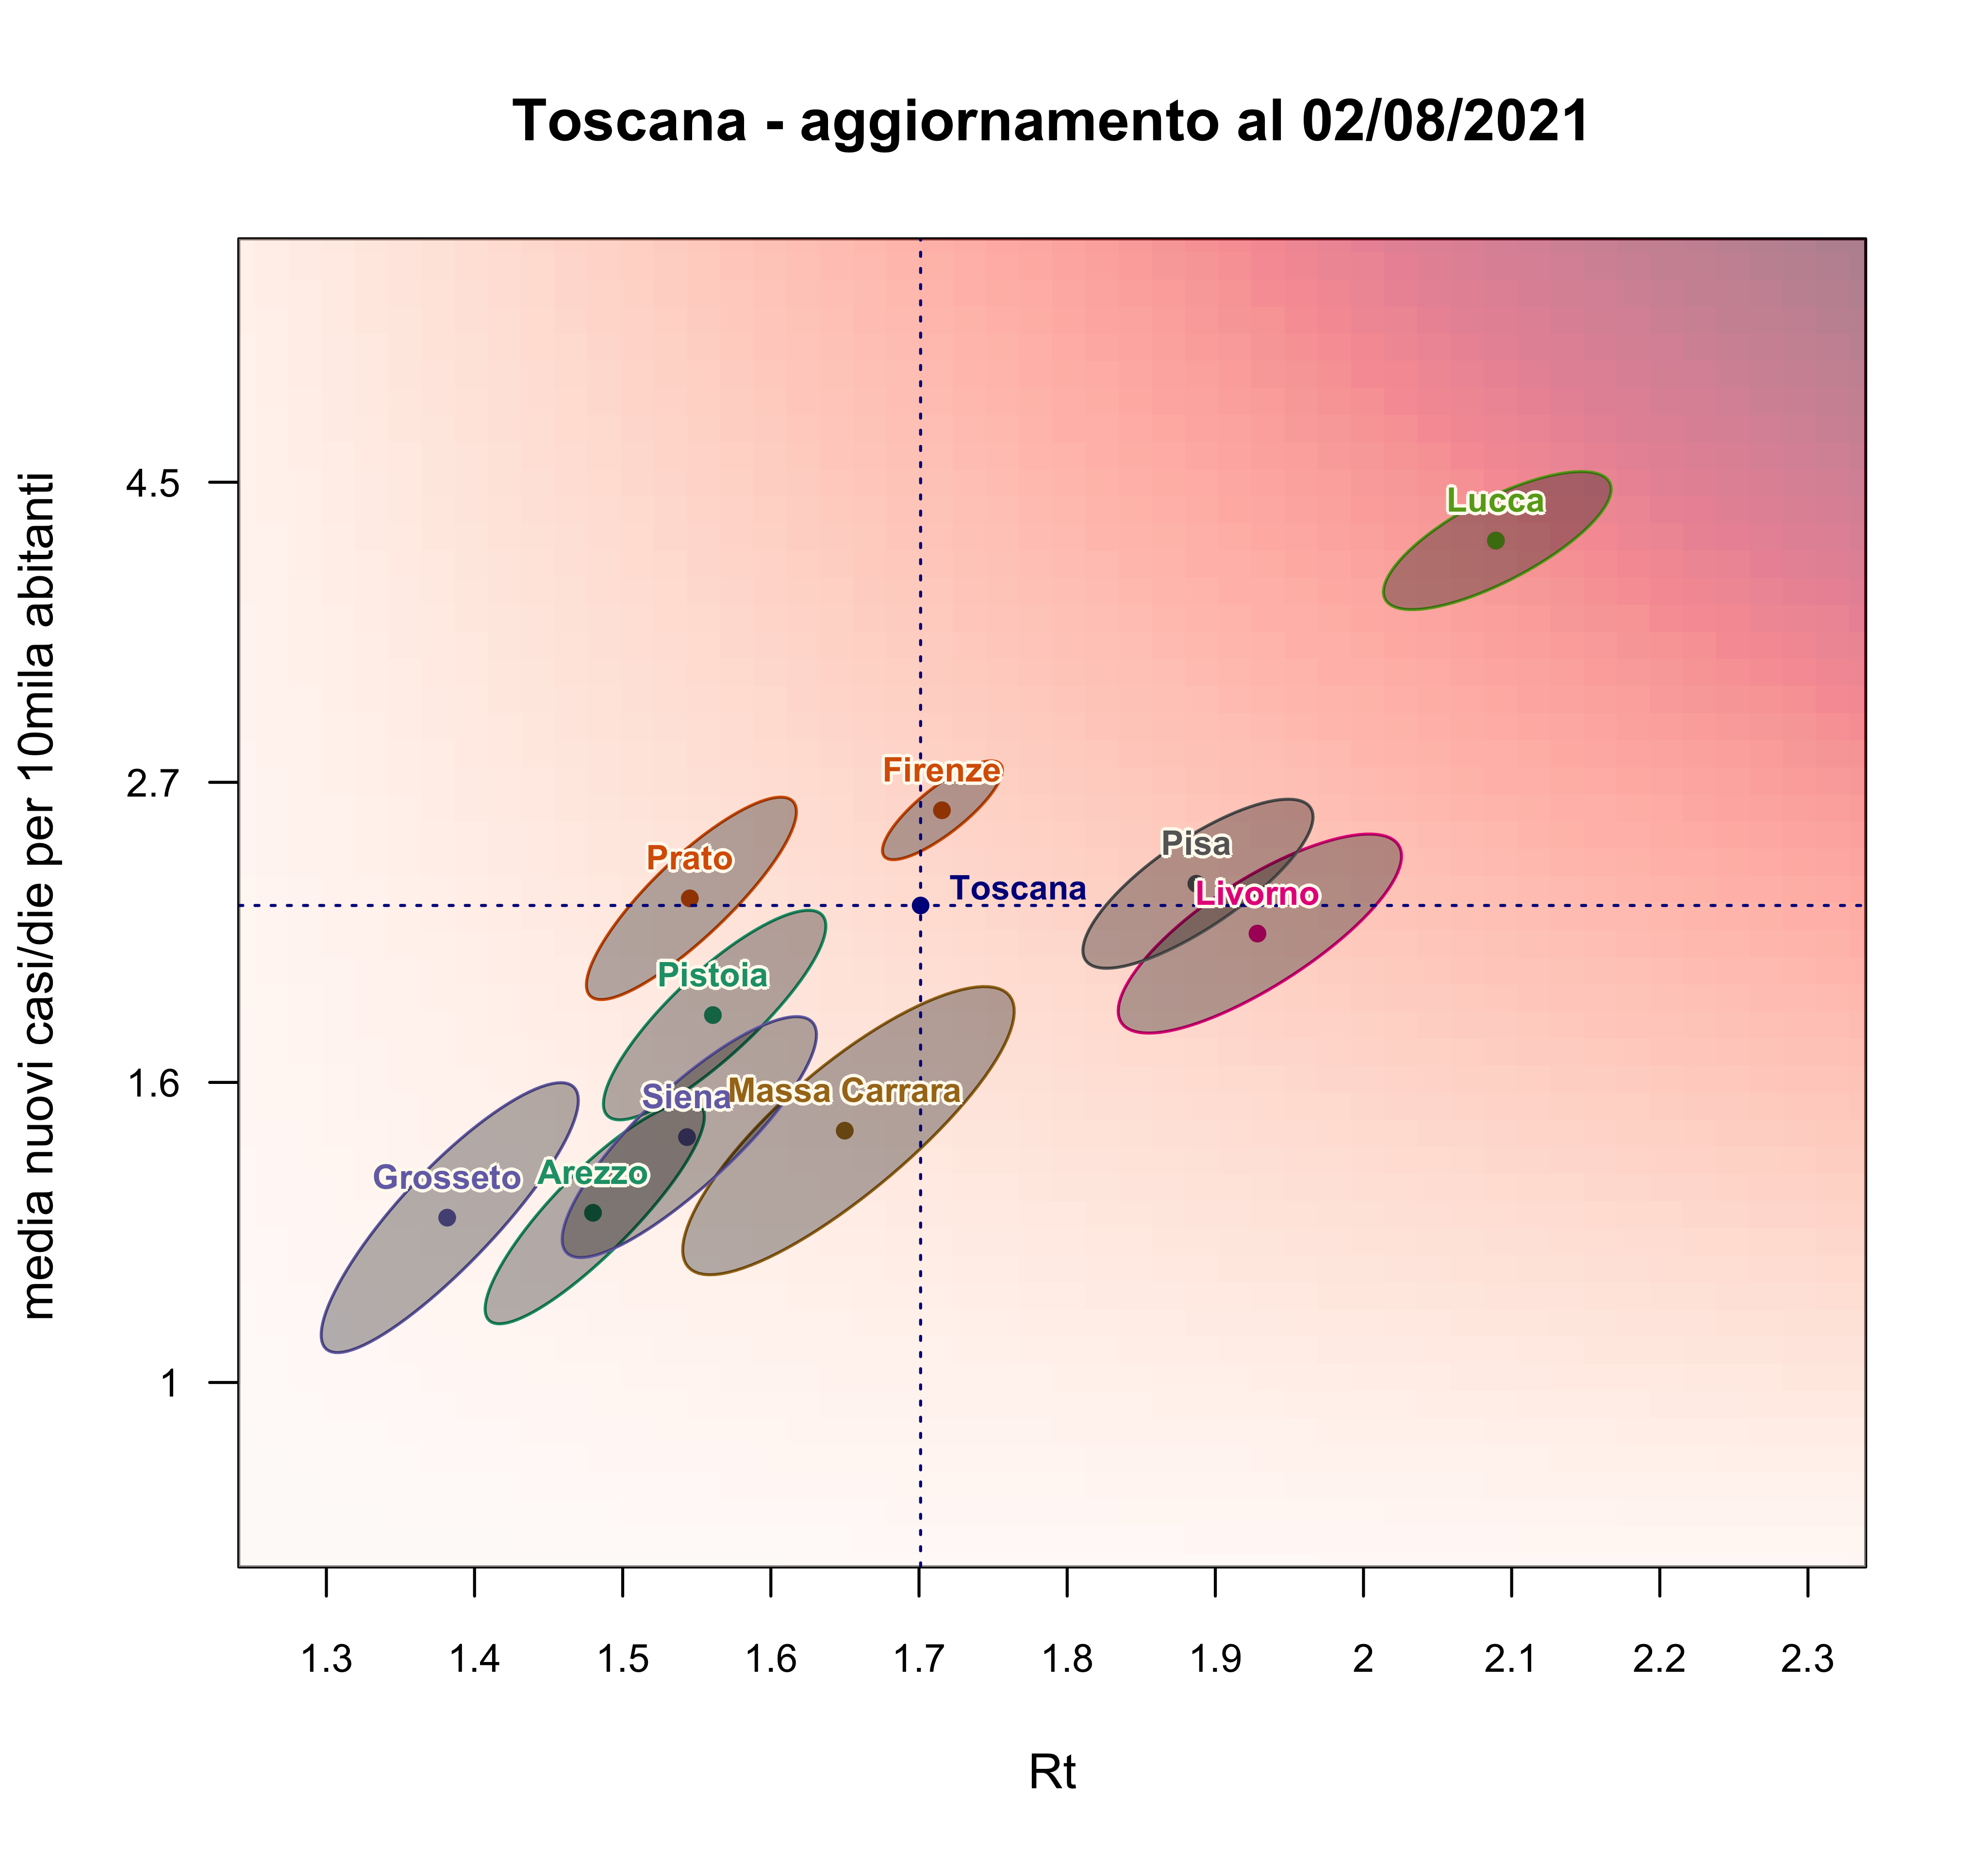 Toscana - aggiornamento al 02/08/2021
media nuovi casi/die per 10mila abitanti
4.5
2.7
1.6
1
Lucca
Firenze
Pisa
Prato
Toscana
Livorno
Pistoia
Siena
Massa Carrara
Grosseto
Arezzo
1.3 1.4 1.5 1.6 1.7 1.8 1.9 2 2.1 2.2 2.3
Rt